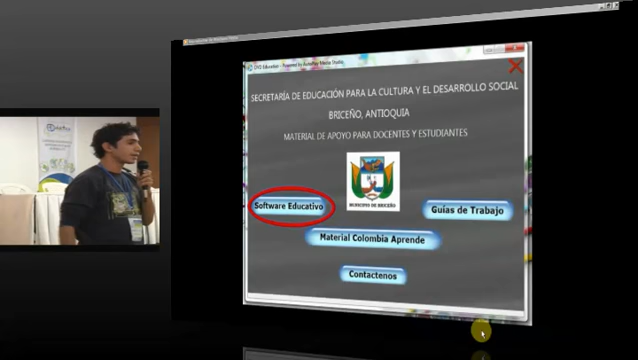 SECRETARÍA DE EDUCACIÓN PARA LA CULTURA Y EL DESARROLLO SOCIAL
BRICEÑO, ANTIOQUIA
MATERIAL DE APOYO PARA DOCENTES Y ESTUDIANTES
MUNICIPIO DE BRICEÑO
Software Educativo
Guías de Trabajo
Material Colombia Aprende
Contactenos